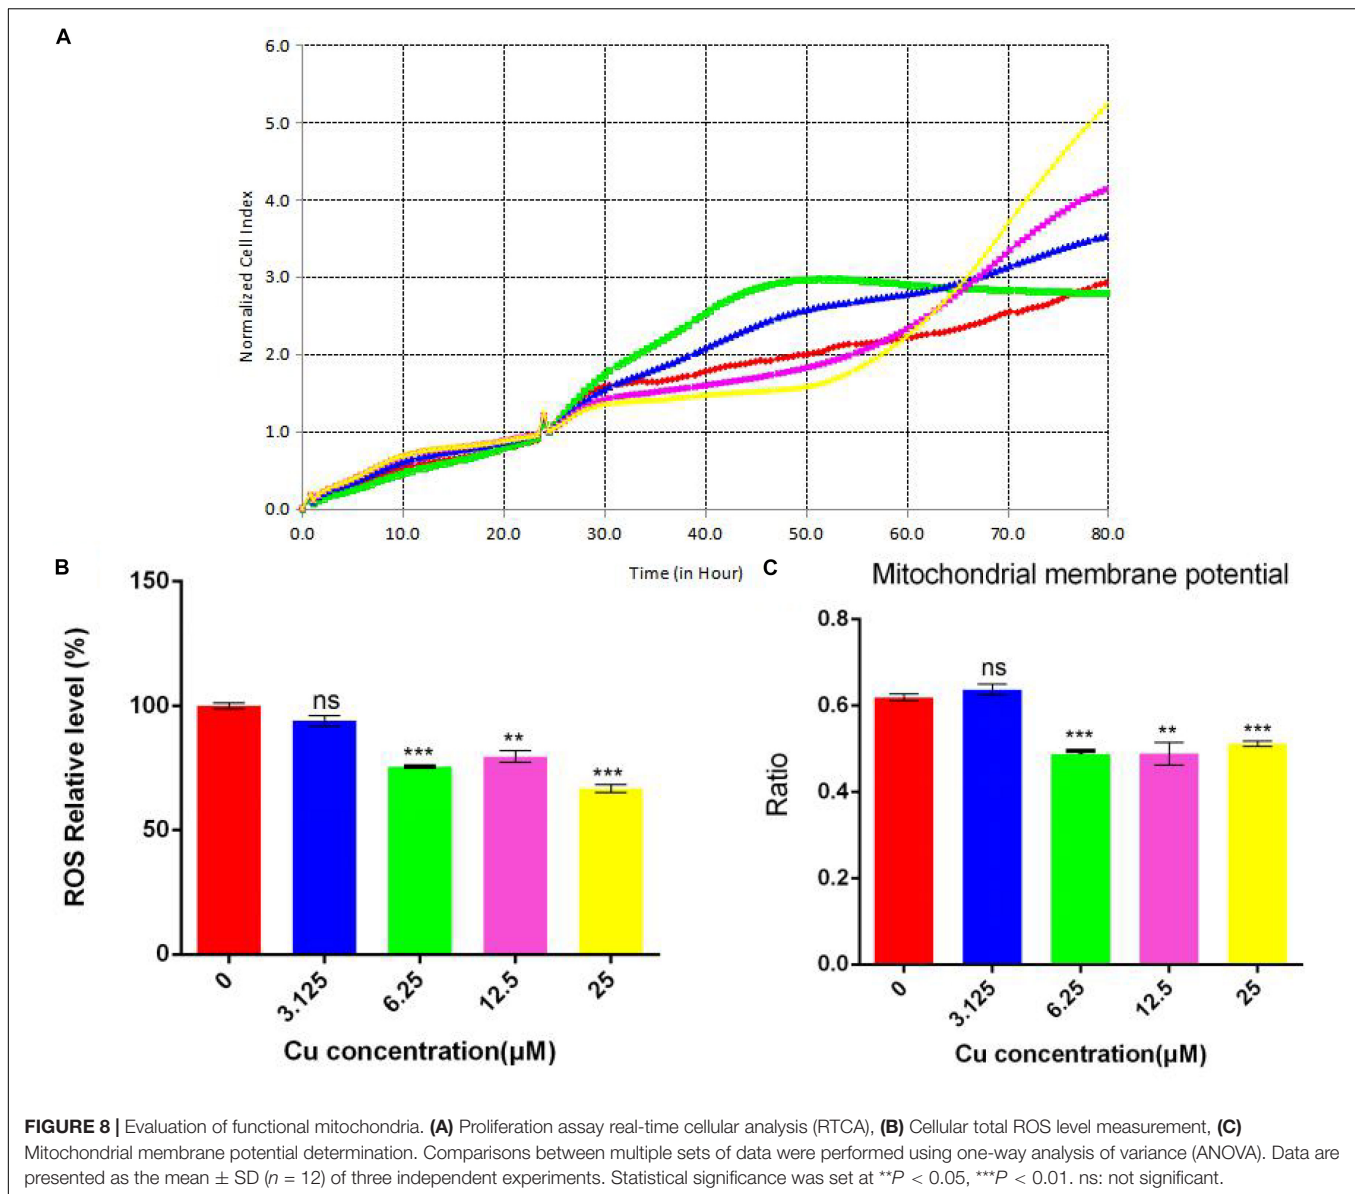 A
6.0
5.0
4.0
3.0
2.0
1.0
0.0
Normalized Cell Index
0.0 10.0 20.0 30.0 40.0 50.0 60.0 70.0 80.0
Time (in Hour)
B
150
100
50
0
ROS Relative level (%)
ns
***
**
***
0 3.125 6.25 12.5 25
Cu concentration(μM)
C
Mitochondrial membrane potential
0.8
0.6
0.4
0.2
0.0
Ratio
ns
***
**
***
0 3.125 6.25 12.5 25
Cu concentration(μM)
FIGURE 8 | Evaluation of functional mitochondria. (A) Proliferation assay real-time cellular analysis (RTCA), (B) Cellular total ROS level measurement, (C)
Mitochondrial membrane potential determination. Comparisons between multiple sets of data were performed using one-way analysis of variance (ANOVA). Data are
presented as the mean ± SD (n = 12) of three independent experiments. Statistical significance was set at **P < 0.05, ***P < 0.01. ns: not significant.